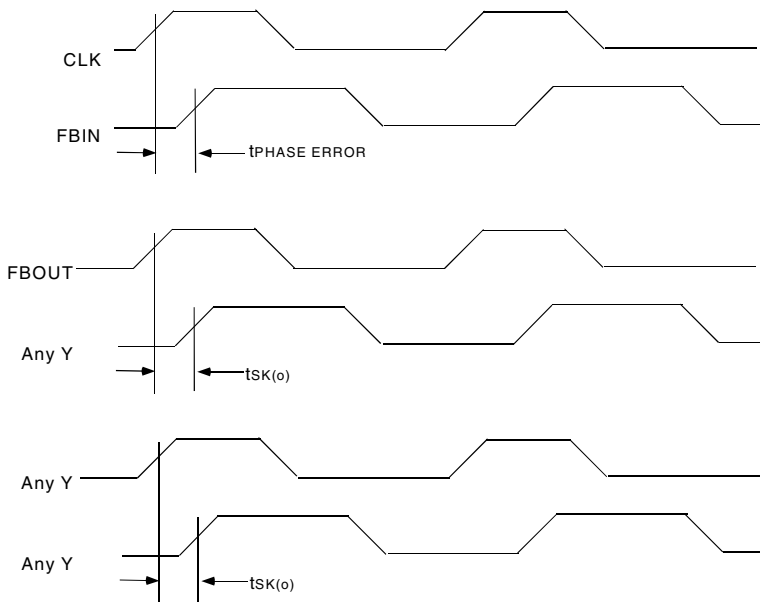 CLK
FBIN
tPHASE ERROR
FBOUT
Any Y
tSK(o)
Any Y
Any Y
tSK(o)